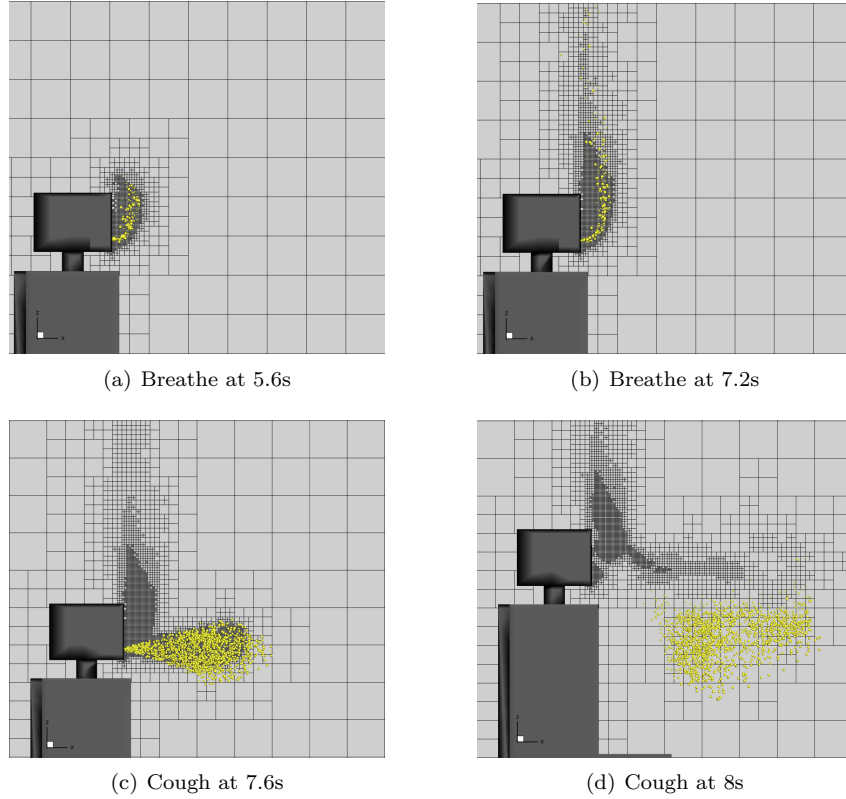 z
x
z
x
(a) Breathe at 5.6s
(b) Breathe at 7.2s
z
x
z
x
(c) Cough at 7.6s
(d) Cough at 8s